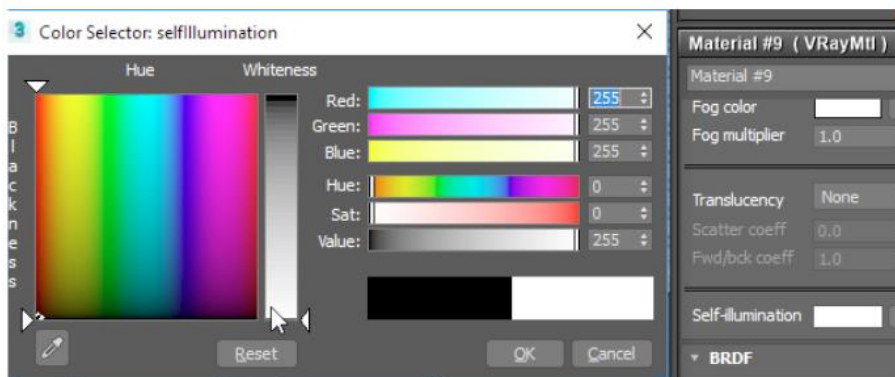 3 Color Selector: selfIllumination
Hue Whiteness
Blackness
Red: 255
Green: 255
Blue: 255
Hue: 0
Sat: 0
Value: 255
Reset OK Cancel
Material #9 ( VRayMtl )
Material #9
Fog color
Fog multiplier 1.0
Translucency None
Scatter coeff 0.0
Fwd/bck coeff 1.0
Self-illumination
BRDF